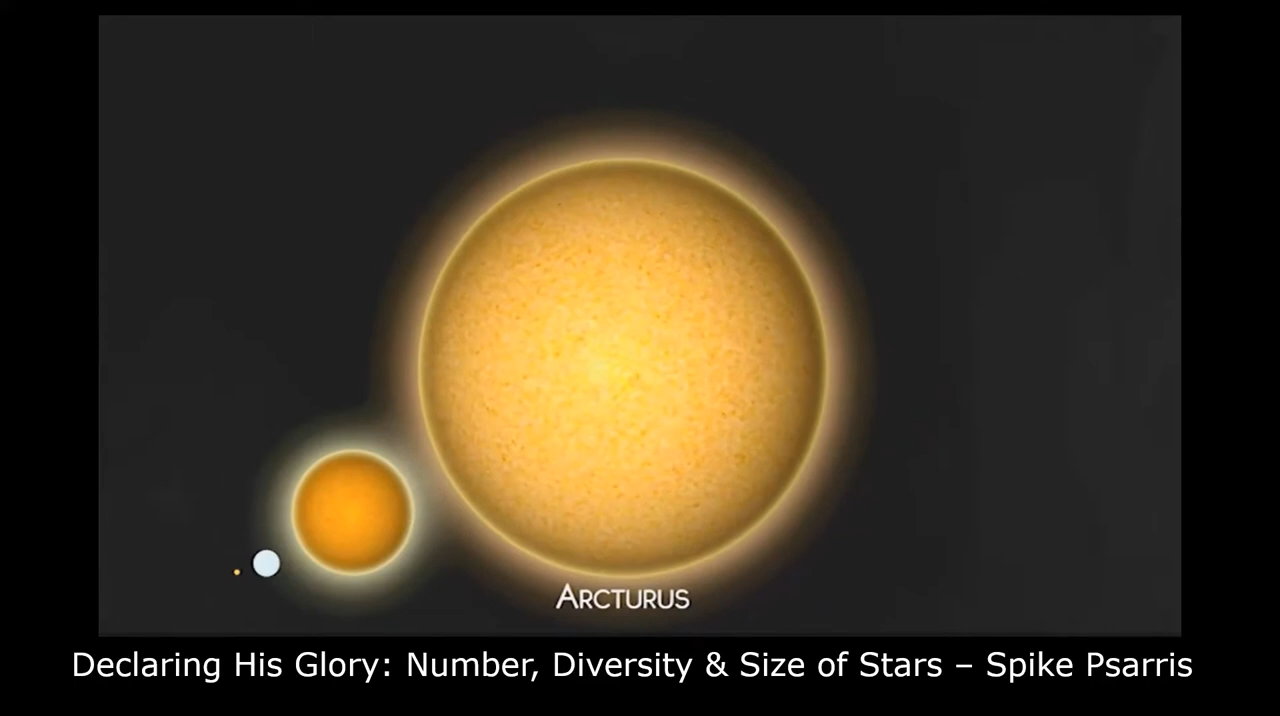 ARCTURUS
Declaring His Glory: Number, Diversity & Size of Stars – Spike Psarris